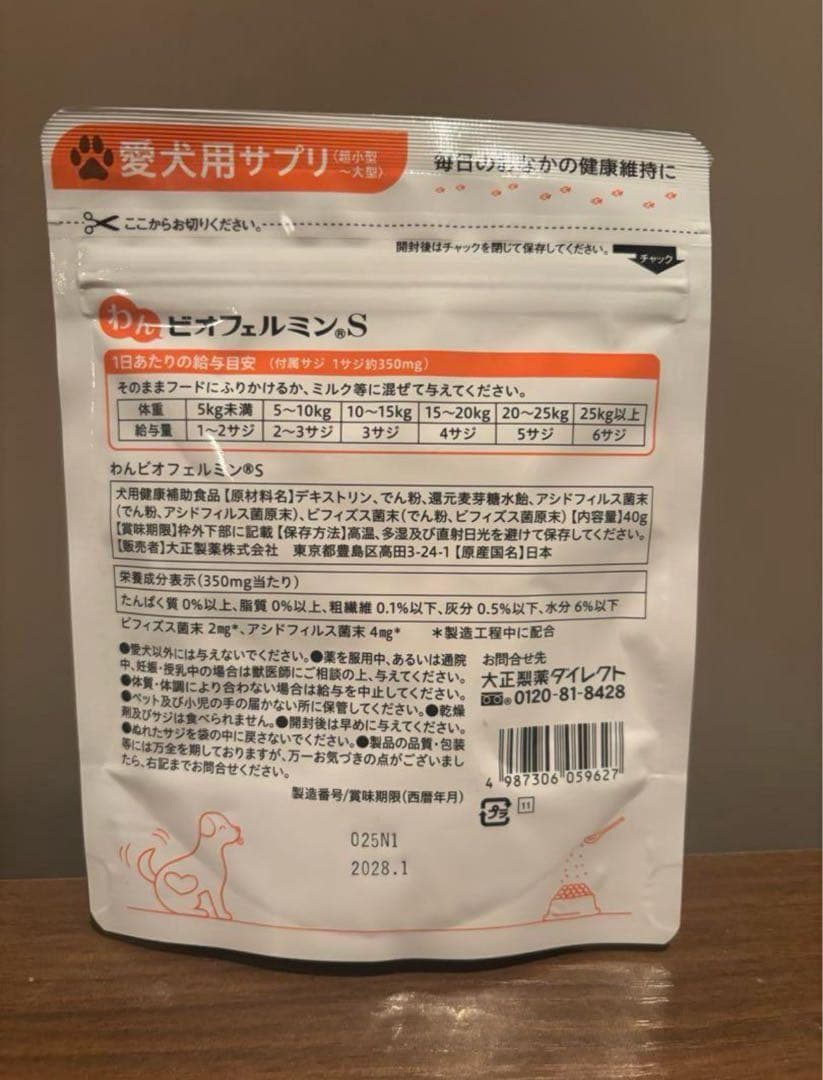 愛犬用サプリ〈超小型～大型〉
毎日のおなかの健康維持に
ここからお切りください。
開封後はチャックを閉じて保存してください。
チャック
わんビオフェルミン®S
1日あたりの給与目安 （付属サジ 1サジ約350mg）
そのままフードにふりかけるか、ミルク等に混ぜて与えてください。
体重 5kg未満 5～10kg 10～15kg 15～20kg 20～25kg 25kg以上
給与量 1～2サジ 2～3サジ 3サジ 4サジ 5サジ 6サジ
わんビオフェルミン®S
犬用健康補助食品【原材料名】デキストリン、でん粉、還元麦芽糖水飴、アシドフィルス菌末
(でん粉、アシドフィルス菌原末)、ビフィズス菌末(でん粉、ビフィズス菌原末)【内容量】40g
【賞味期限】枠外下部に記載【保存方法】高温、多湿及び直射日光を避けて保存してください。
【販売者】大正製薬株式会社 東京都豊島区高田3-24-1【原産国名】日本
栄養成分表示(350mg当たり)
たんぱく質 0%以上、脂質 0%以上、粗繊維 0.1%以下、灰分 0.5%以下、水分 6%以下
ビフィズス菌末 2mg*、アシドフィルス菌末 4mg* *製造工程中に配合
●愛犬以外には与えないでください。●薬を服用中、あるいは通院
中、妊娠・授乳中の場合は獣医師にご相談の上、与えてください。
●体質・体調により合わない場合は給与を中止してください。
●ペット及び小児の手の届かない所に保管してください。●乾燥
剤及びサジは食べられません。●開封後は早めに与えてください。
●ぬれたサジを袋の中に戻さないでください。●製品の品質・包装
等には万全を期しておりますが、万一お気づきの点がございまし
たら、右記までお問合せください。
お問合せ先
大正製薬ダイレクト
0120-81-8428
4 987306 059627
プラ
11
製造番号/賞味期限(西暦年月)
025N1
2028.1